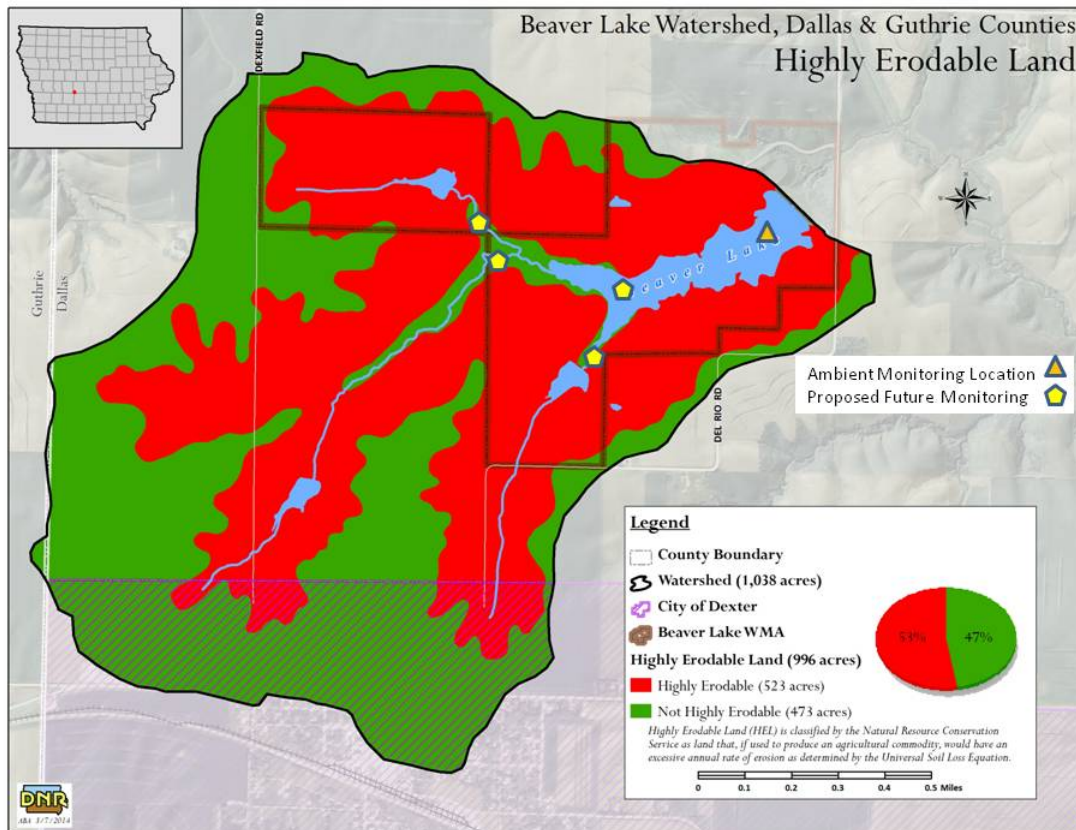 Beaver Lake Watershed, Dallas & Guthrie Counties
Highly Erodable Land
DEXFIELD RD
Guthrie
Dallas
Beaver Lake
Ambient Monitoring Location
Proposed Future Monitoring
DEL RIO RD
Legend
County Boundary
Watershed (1,038 acres)
City of Dexter
Beaver Lake WMA
Highly Erodable Land (996 acres)
Highly Erodable (523 acres)
Not Highly Erodable (473 acres)
53%
47%
Highly Erodable Land (HEL) is classified by the Natural Resource Conservation
Service as land that, if used to produce an agricultural commodity, would have an
excessive annual rate of erosion as determined by the Universal Soil Loss Equation.
0 0.1 0.2 0.3 0.4 0.5 Miles
DNR
ABA 3/7/2014